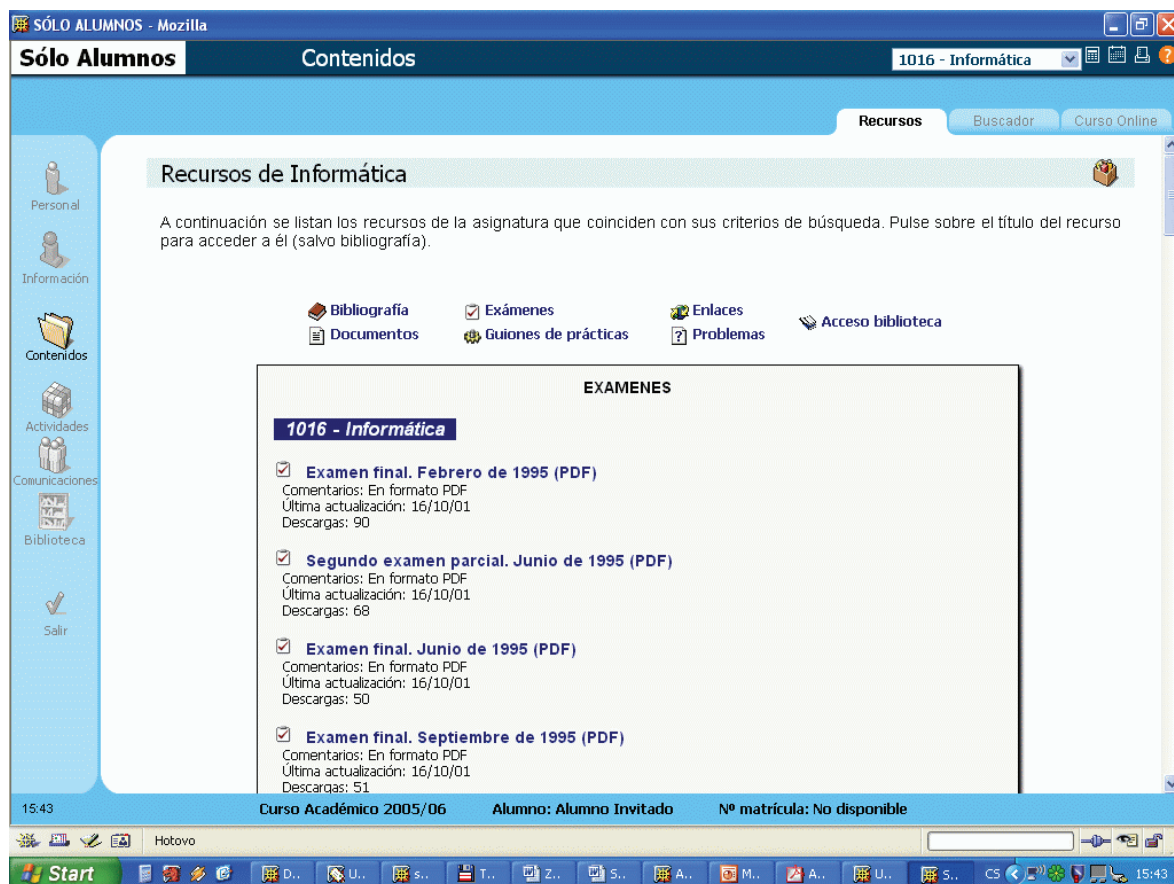 SÓLO ALUMNOS - Mozilla
Sólo Alumnos
Contenidos
1016 - Informática
Recursos
Buscador
Curso Online
Personal
Información
Contenidos
Actividades
Comunicaciones
Biblioteca
Salir
Recursos de Informática
A continuación se listan los recursos de la asignatura que coinciden con sus criterios de búsqueda. Pulse sobre el título del recurso
para acceder a él (salvo bibliografía).
Bibliografía
Exámenes
Enlaces
Acceso biblioteca
Documentos
Guiones de prácticas
Problemas
EXAMENES
1016 - Informática
Examen final. Febrero de 1995 (PDF)
Comentarios: En formato PDF
Última actualización: 16/10/01
Descargas: 90
Segundo examen parcial. Junio de 1995 (PDF)
Comentarios: En formato PDF
Última actualización: 16/10/01
Descargas: 68
Examen final. Junio de 1995 (PDF)
Comentarios: En formato PDF
Última actualización: 16/10/01
Descargas: 50
Examen final. Septiembre de 1995 (PDF)
Comentarios: En formato PDF
Última actualización: 16/10/01
Descargas: 51
15:43
Curso Académico 2005/06
Alumno: Alumno Invitado
Nº matrícula: No disponible
Hotovo
Start
D..
U..
s..
T..
Z..
S..
A..
M..
A..
U..
S..
CS
15:43